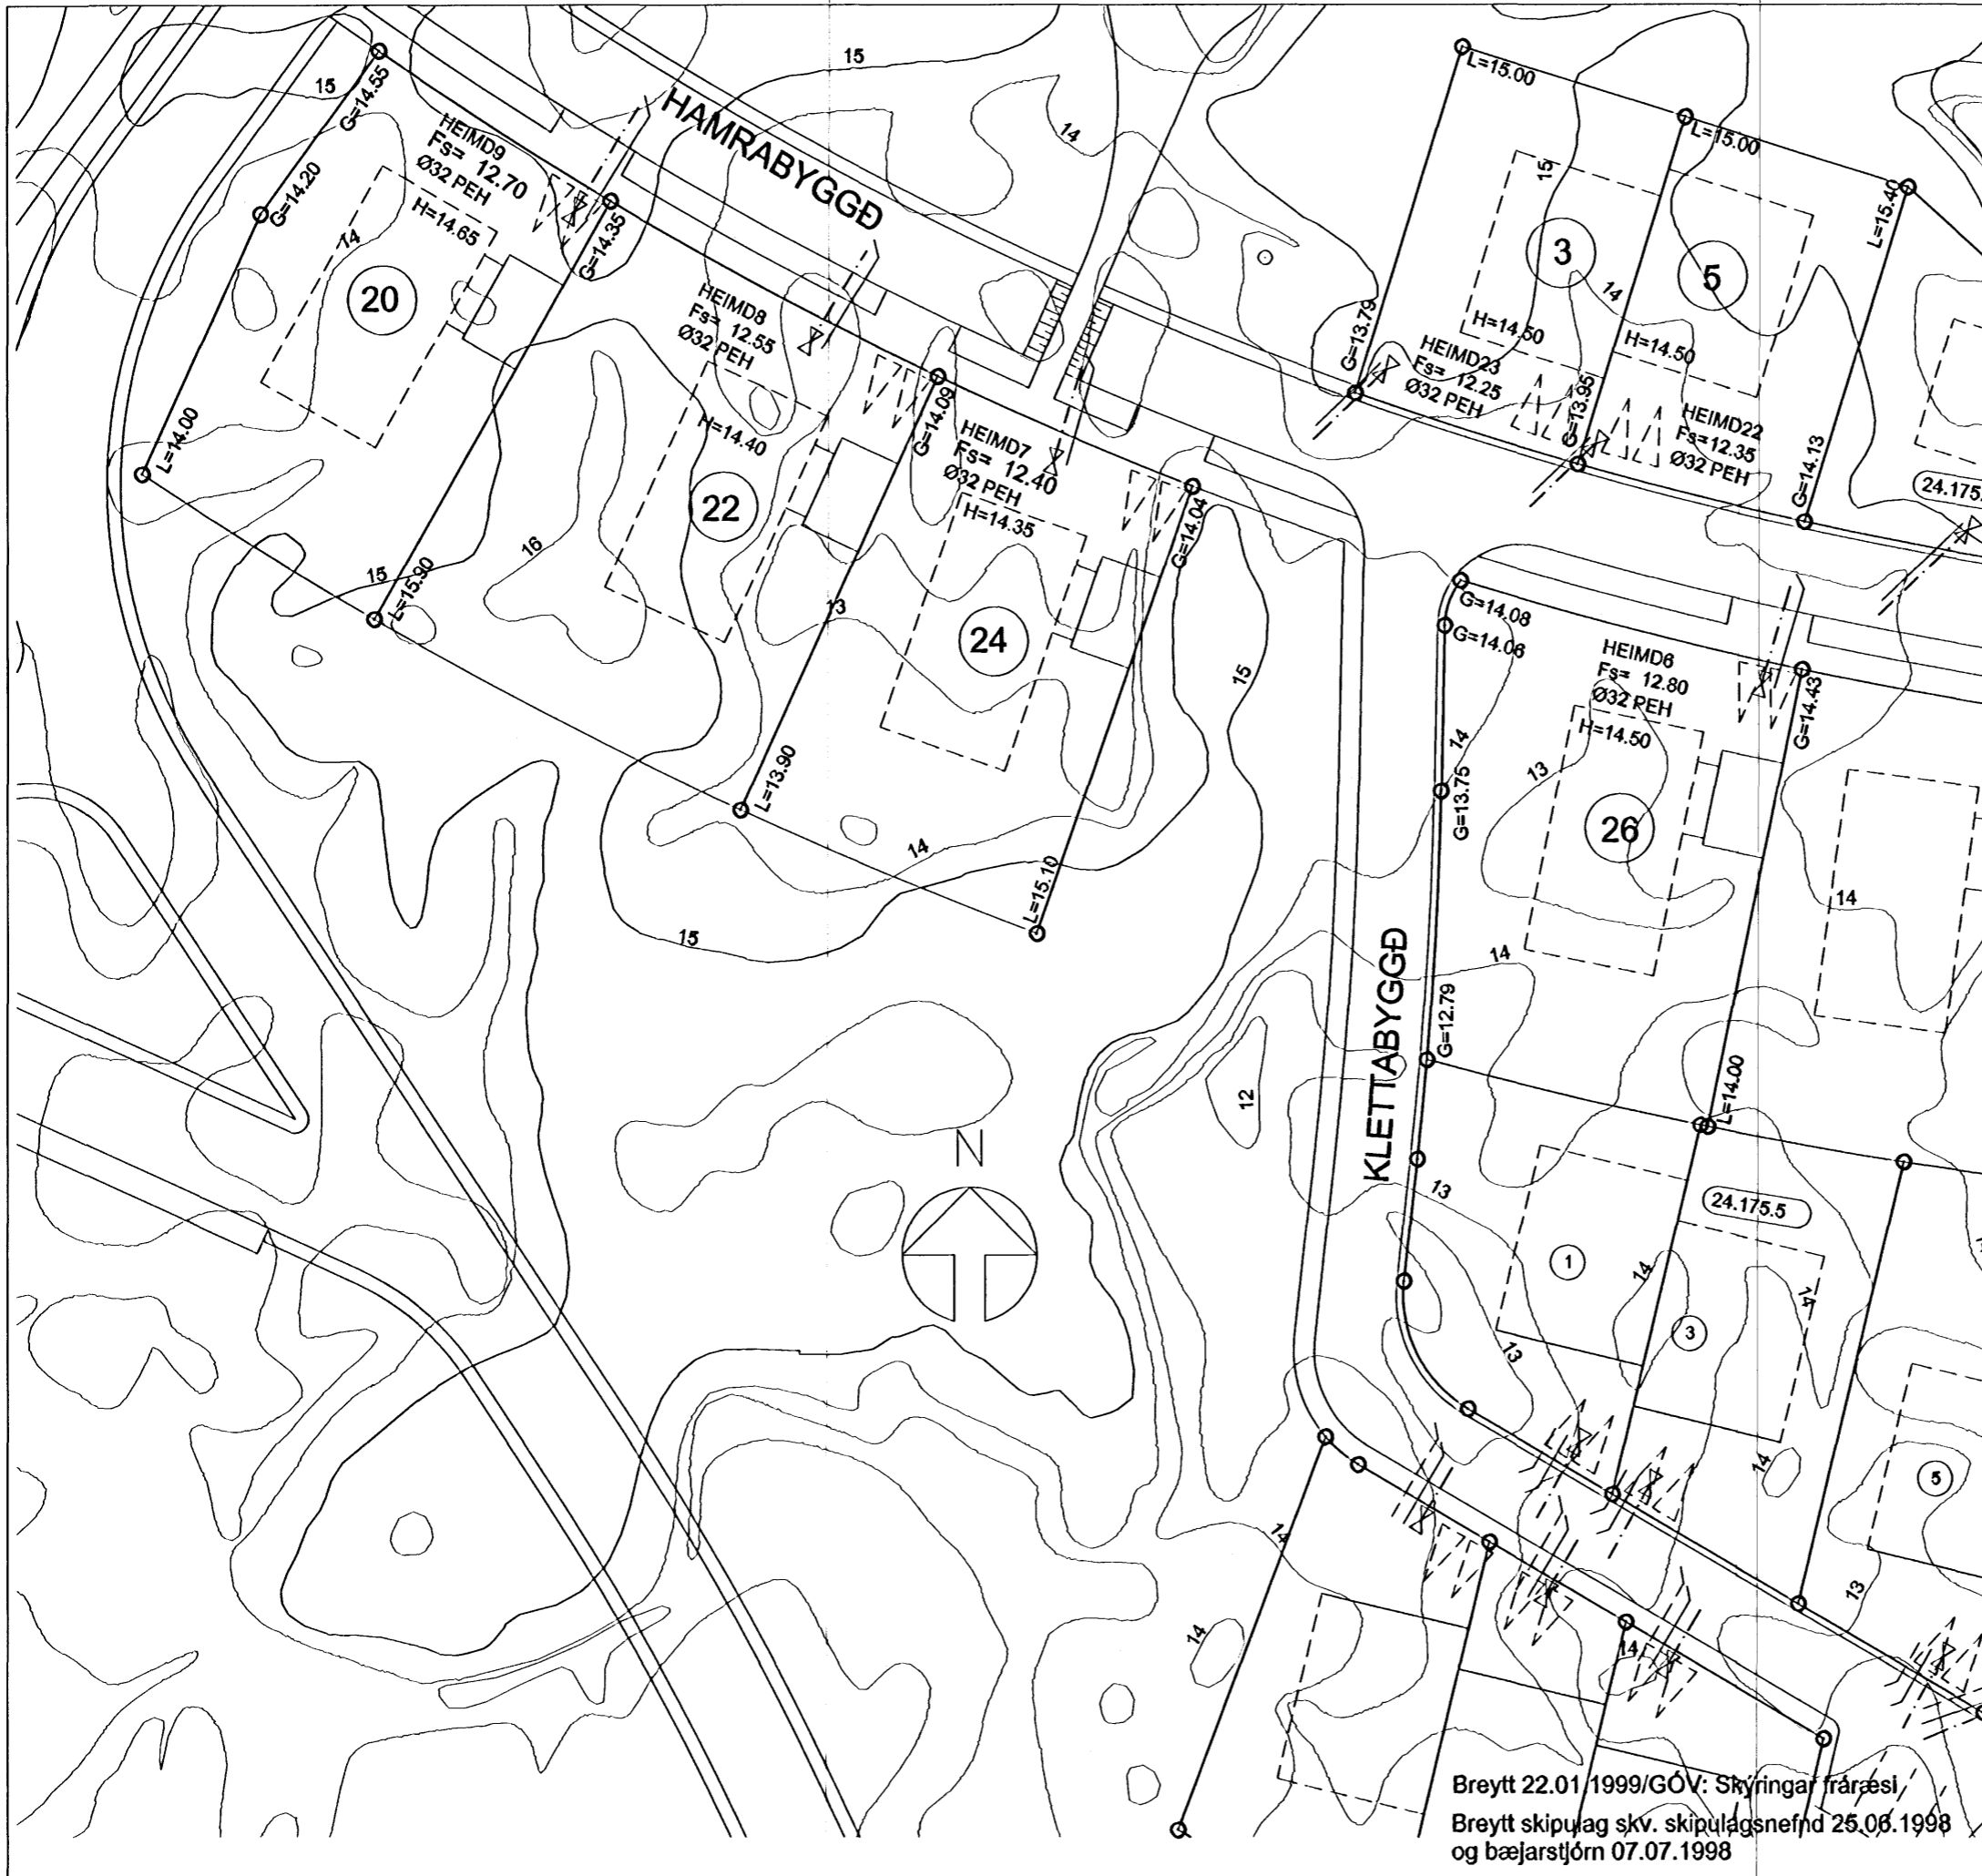 15
G=14.55
G=14.20
HEIMD9
Fs= 12.70
Ø32 PEH
H=14.65
14
20
L=14.00
G=14.35
HAMRABYGGÐ
15
14
HEIMD8
Fs= 12.55
Ø32 PEH
H=14.40
22
16
15
L=15.90
G=14.09
HEIMD7
Fs= 12.40
Ø32 PEH
H=14.35
13
24
G=14.04
15
L=13.90
14
L=15.10
15
L=15.00
L=15.00
L=15.40
15
3
5
14
H=14.50
H=14.50
G=13.79
HEIMD23
Fs= 12.25
Ø32 PEH
G=13.95
HEIMD22
Fs=12.35
Ø32 PEH
G=14.13
24.175.
G=14.08
G=14.06
HEIMD6
Fs= 12.80
Ø32 PEH
H=14.50
G=14.43
14
13
G=13.75
26
14
14
KLETTABYGGÐ
G=12.79
12
L=14.00
N
13
24.175.5
1
14
14
3
13
14
5
14
13
14
14
Breytt 22.01.1999/GÓV: Skýringar fráræsi
Breytt skipulag skv. skipulagsnefnd 25.06.1998
og bæjarstjórn 07.07.1998